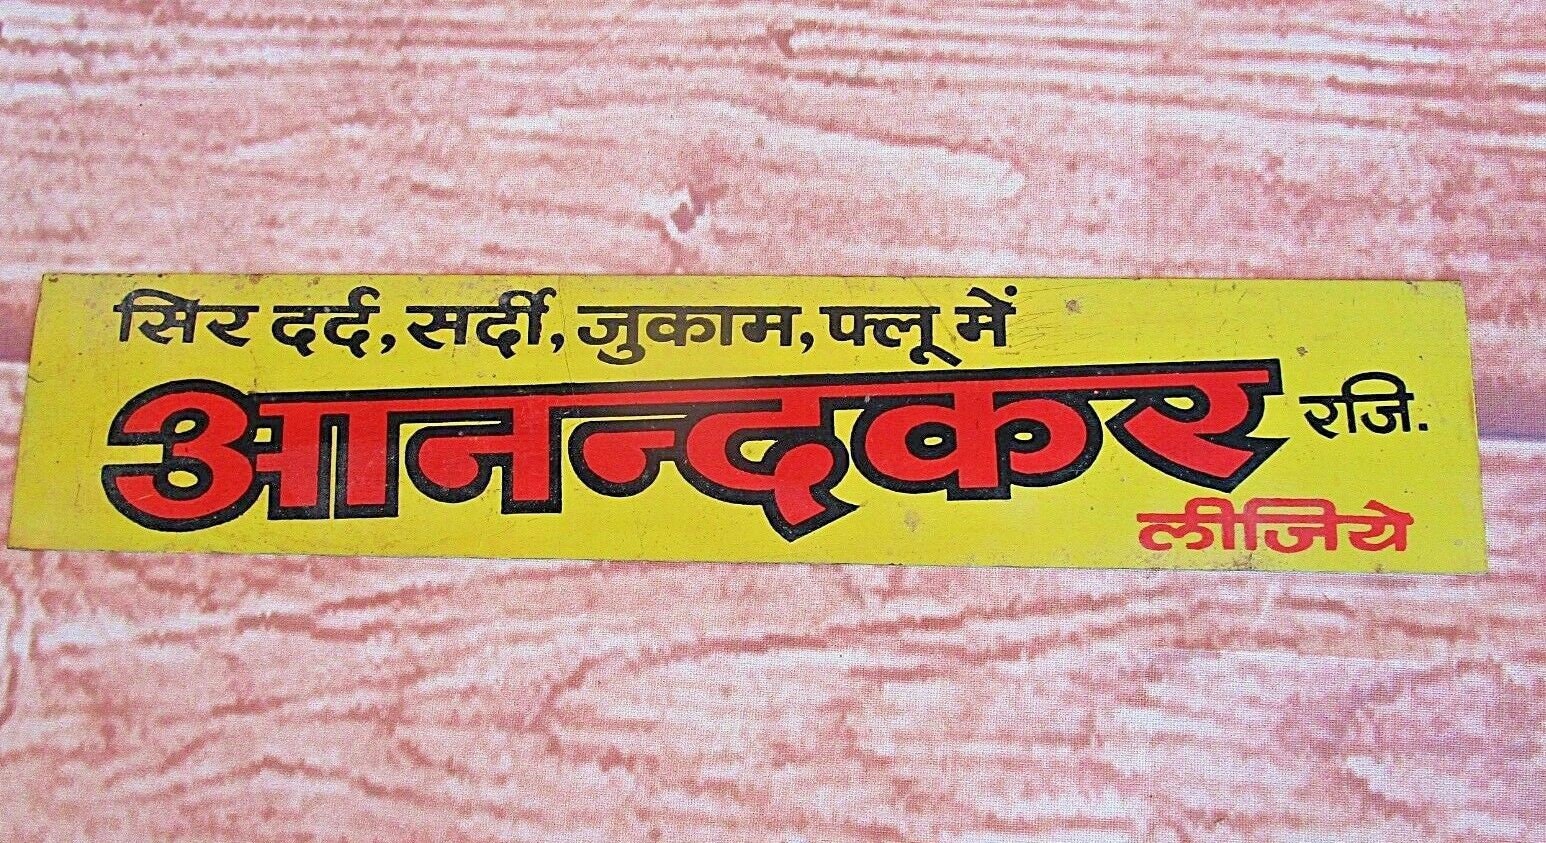 सिर दर्द, सर्दी, जुकाम, फ्लू में
आनन्दकर रजि.
लीजिये